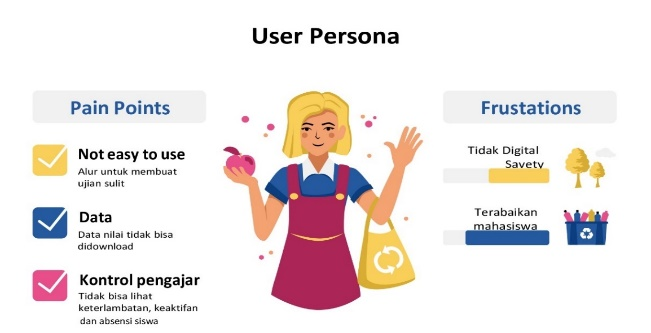 User Persona
Pain Points
Not easy to use
Alur untuk membuat
ujian sulit
Data
Data nilai tidak bisa
didownload
Kontrol pengajar
Tidak bisa lihat
keterlambatan, keaktifan
dan absensi siswa
Frustations
Tidak Digital
Savety
Terabaikan
mahasiswa